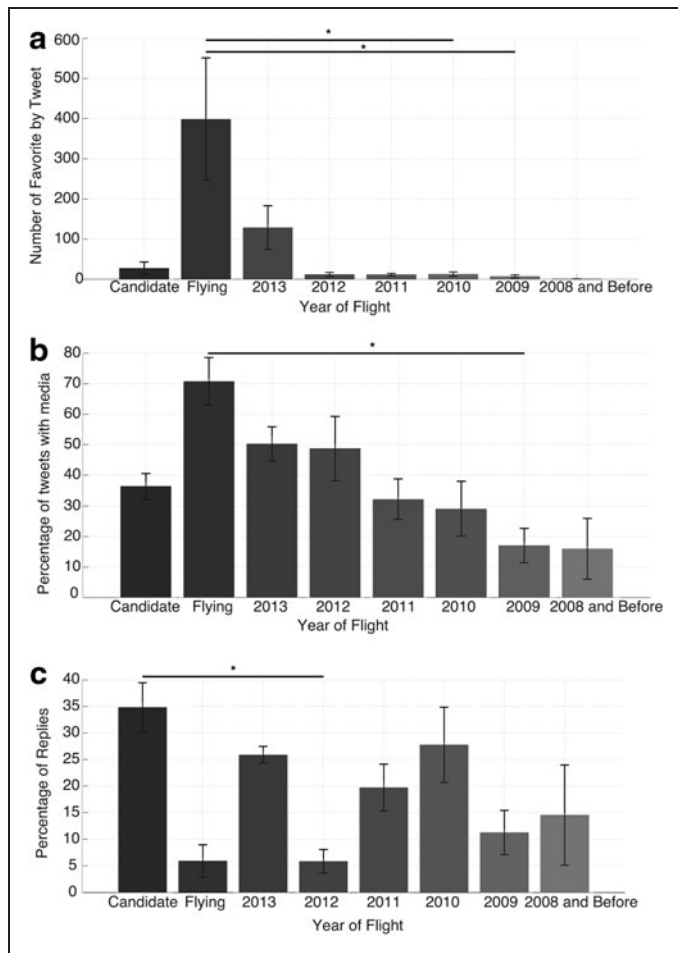 a
*
*
600
500
400
300
200
100
0
Number of Favorite by Tweet
Candidate Flying 2013 2012 2011 2010 2009 2008 and Before
Year of Flight
b
*
80
70
60
50
40
30
20
10
0
Percentage of tweets with media
Candidate Flying 2013 2012 2011 2010 2009 2008 and Before
Year of Flight
c
*
40
35
30
25
20
15
10
5
0
Percentage of Replies
Candidate Flying 2013 2012 2011 2010 2009 2008 and Before
Year of Flight